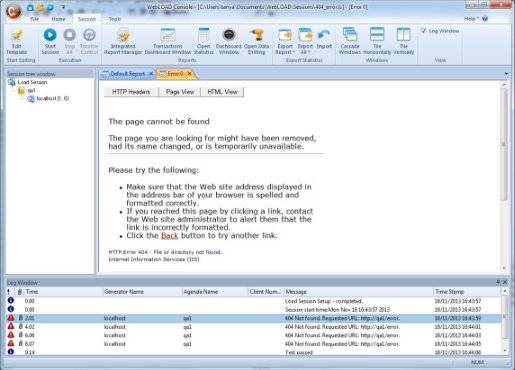 WebLOAD Console - [C:\Users\tanya\Documents\WebLOAD\Sessions\404_error.ls] - [Error 0]
File Home Session Tools Help
Edit Template
Start Session
Stop All
Throttle Control
Integrated Report Manager
Transactions Dashboard Window
Open Statistics
Dashboard Window
Open Data Drilling
Export Report
Export All
Import
Cascade Windows
Tile Horizontally
Tile Vertically
Log Window
Start Editing Execution Reports Export Statistics Windows View
Session tree window
Load Session
qa1
localhost [1, 0]
Default Report Error 0
HTTP Headers Page View HTML View
The page cannot be found
The page you are looking for might have been removed,
had its name changed, or is temporarily unavailable.
Please try the following:
Make sure that the Web site address displayed in
the address bar of your browser is spelled and
formatted correctly.
If you reached this page by clicking a link, contact
the Web site administrator to alert them that the
link is incorrectly formatted.
Click the Back button to try another link.
HTTP Error 404 - File or directory not found.
Internet Information Services (IIS)
Log Window
! Time Generator Name Agenda Name Client Num... Message Time Stamp
0.00 Load Session Setup - completed. 18/11/2013 16:43:57
0.00 Session start time:Mon Nov 18 16:43:57 2013 18/11/2013 16:43:57
2.01 localhost qa1 404 Not found. Requested URL: http://qa1/error. 18/11/2013 16:43:59
4.02 localhost qa1 404 Not found. Requested URL: http://qa1/error. 18/11/2013 16:44:01
6.06 localhost qa1 404 Not found. Requested URL: http://qa1/error. 18/11/2013 16:44:03
8.07 localhost qa1 404 Not found. Requested URL: http://qa1/error. 18/11/2013 16:44:05
9.14 Test passed 18/11/2013 16:44:06
NUM